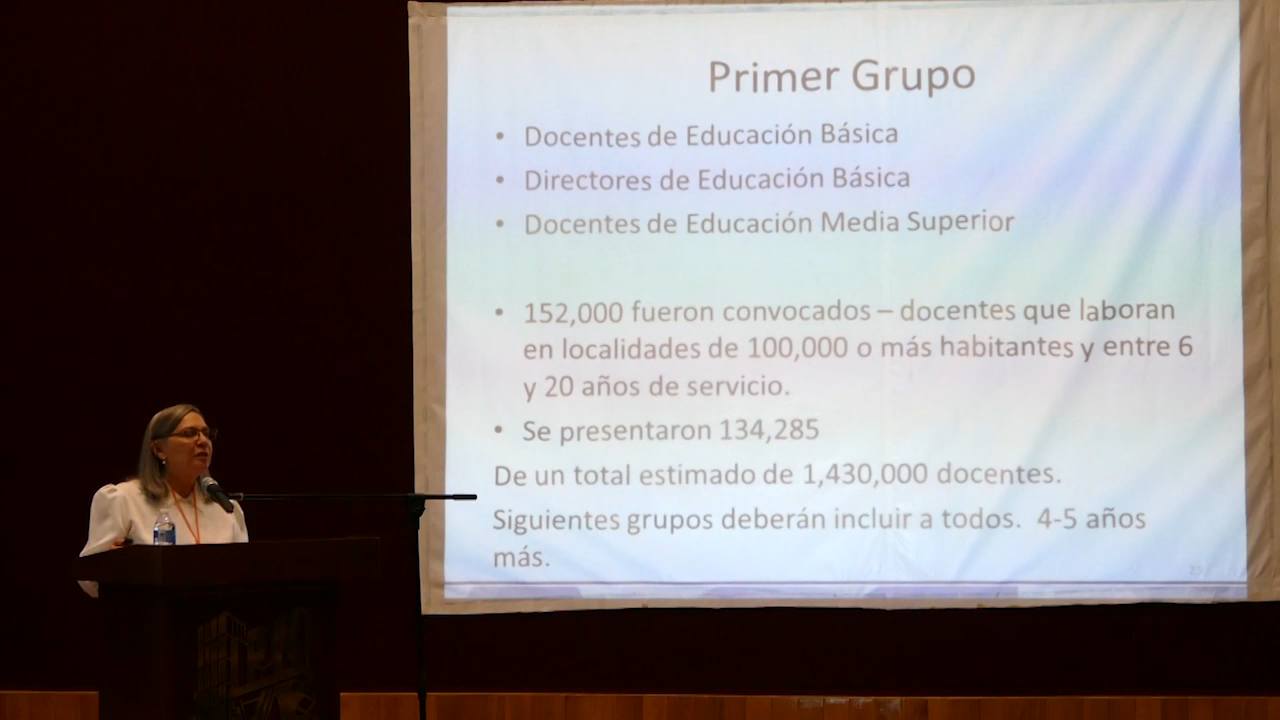 Primer Grupo
• Docentes de Educación Básica
• Directores de Educación Básica
• Docentes de Educación Media Superior
• 152,000 fueron convocados – docentes que laboran
en localidades de 100,000 o más habitantes y entre 6
y 20 años de servicio.
• Se presentaron 134,285
De un total estimado de 1,430,000 docentes.
Siguientes grupos deberán incluir a todos. 4-5 años
más.